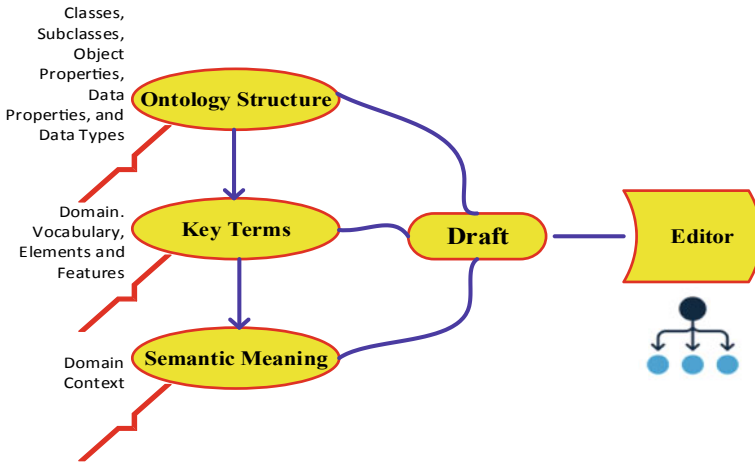 Classes,
Subclasses,
Object
Properties,
Data
Properties, and
Data Types
Ontology Structure
Domain.
Vocabulary,
Elements and
Features
Key Terms
Draft
Editor
Semantic Meaning
Domain
Context